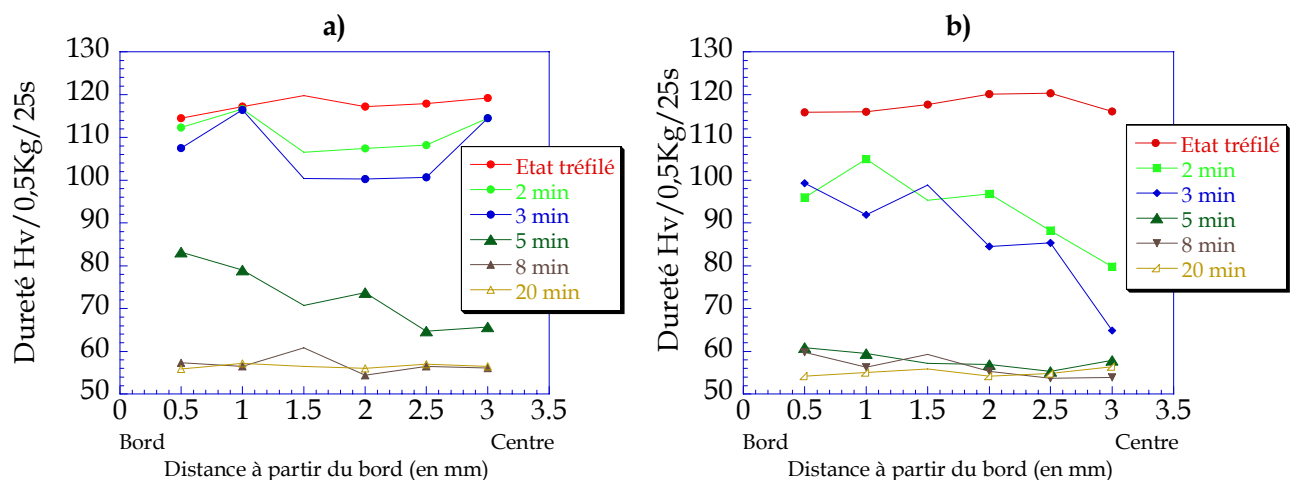 a)
Dureté Hv/0,5Kg/25s
130
120
110
100
90
80
70
60
50
0 0.5 1 1.5 2 2.5 3 3.5
Bord Centre
Distance à partir du bord (en mm)
Etat tréfilé
2 min
3 min
5 min
8 min
20 min
b)
Dureté Hv/0,5Kg/25s
130
120
110
100
90
80
70
60
50
0 0.5 1 1.5 2 2.5 3 3.5
Bord Centre
Distance à partir du bord (en mm)
Etat tréfilé
2 min
3 min
5 min
8 min
20 min